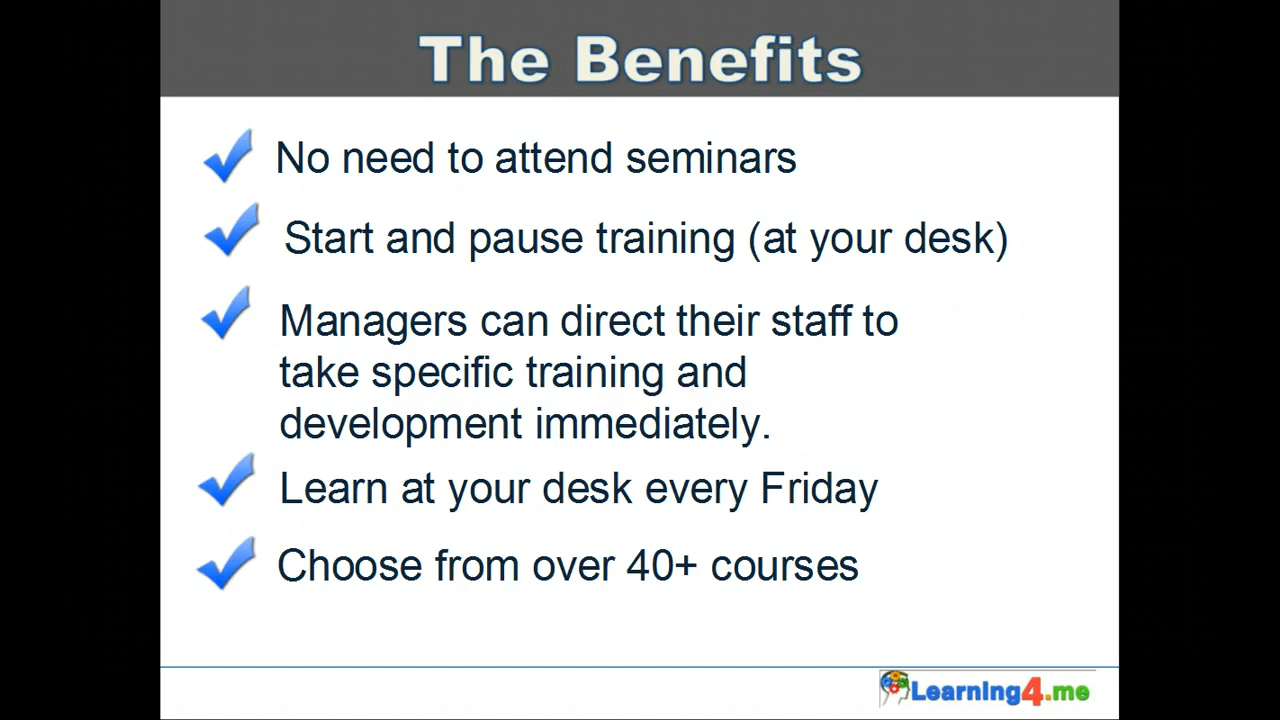 The Benefits
No need to attend seminars
Start and pause training (at your desk)
Managers can direct their staff to
take specific training and
development immediately.
Learn at your desk every Friday
Choose from over 40+ courses
Learning4.me